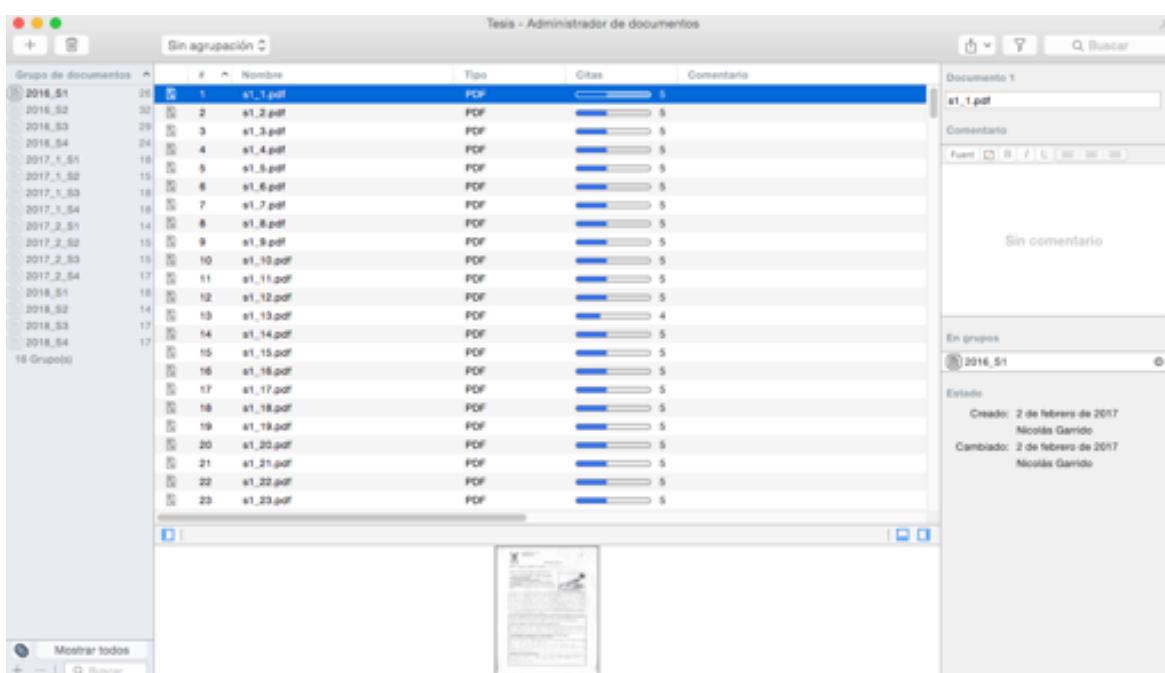 Tesis - Administrador de documentos
Sin agrupación
Buscar
Grupo de documentos
2016_S1 26
2016_S2 32
2016_S3 29
2016_S4 24
2017_1_S1 18
2017_1_S2 15
2017_1_S3 18
2017_1_S4 18
2017_2_S1 14
2017_2_S2 15
2017_2_S3 15
2017_2_S4 17
2018_S1 16
2018_S2 14
2018_S3 17
2018_S4 17
16 Grupo(s)
Mostrar todos
Buscar
# Nombre Tipo Citas Comentario
1 s1_1.pdf PDF 5
2 s1_2.pdf PDF 5
3 s1_3.pdf PDF 5
4 s1_4.pdf PDF 5
5 s1_5.pdf PDF 5
6 s1_6.pdf PDF 5
7 s1_7.pdf PDF 5
8 s1_8.pdf PDF 5
9 s1_9.pdf PDF 5
10 s1_10.pdf PDF 5
11 s1_11.pdf PDF 5
12 s1_12.pdf PDF 5
13 s1_13.pdf PDF 4
14 s1_14.pdf PDF 5
15 s1_15.pdf PDF 5
16 s1_16.pdf PDF 5
17 s1_17.pdf PDF 5
18 s1_18.pdf PDF 5
19 s1_19.pdf PDF 5
20 s1_20.pdf PDF 5
21 s1_21.pdf PDF 5
22 s1_22.pdf PDF 5
23 s1_23.pdf PDF 5
Documento 1
s1_1.pdf
Comentario
Fuent B I U
Sin comentario
En grupos
2016_S1
Estado
Creado: 2 de febrero de 2017
Nicolás Garrido
Cambiado: 2 de febrero de 2017
Nicolás Garrido